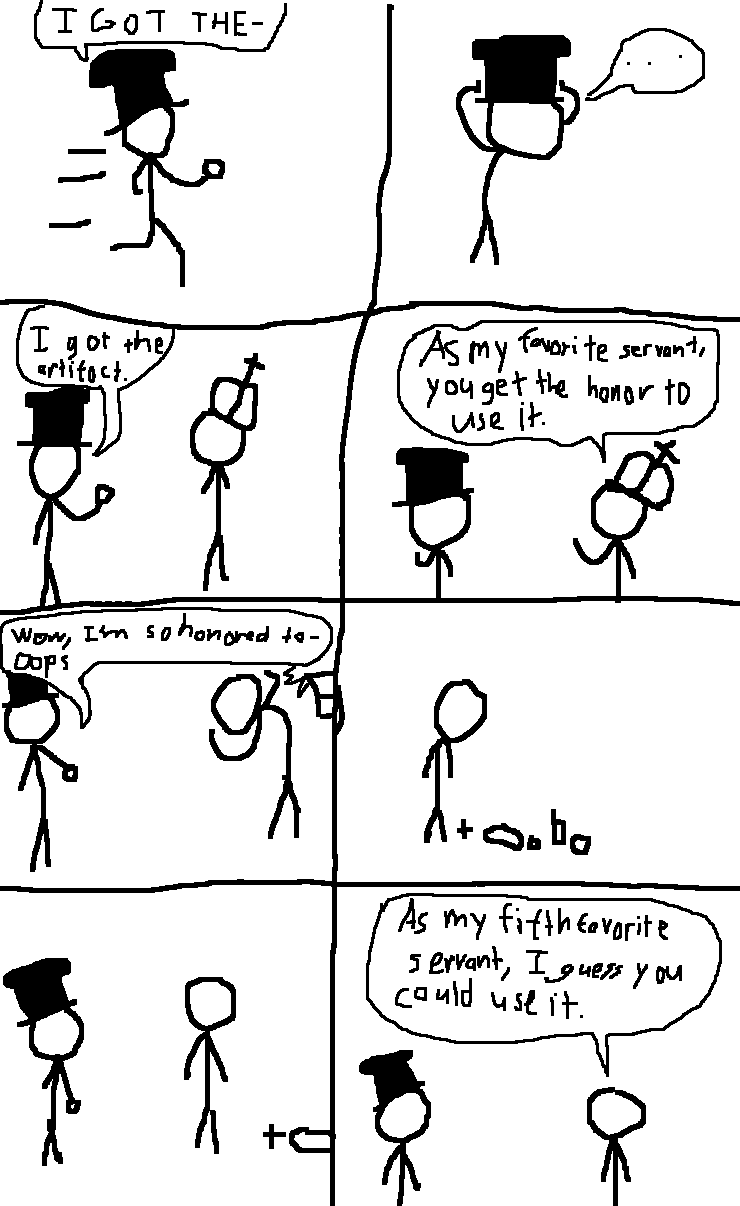 I GOT THE-
. . .
I got the
artifact.
As my favorite servant,
you get the honor to
use it.
Wow, I'm so honored to-
oops
As my fifth favorite
servant, I guess you
could use it.